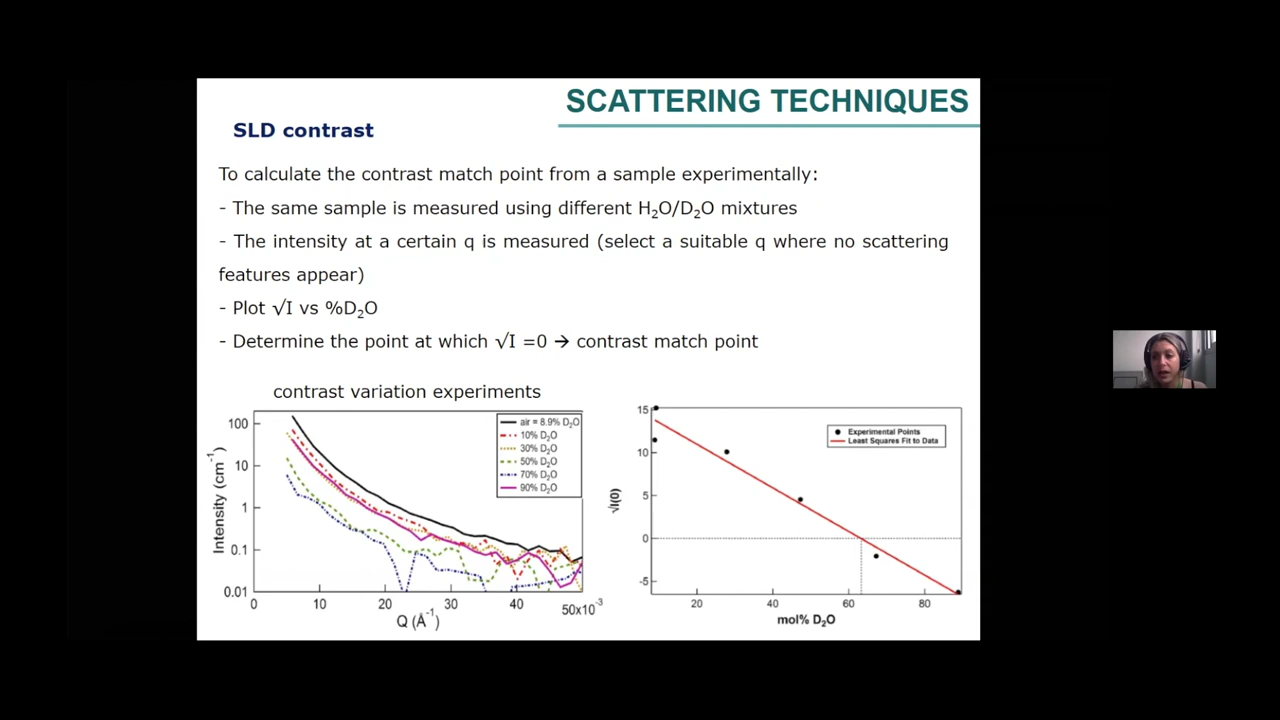 SCATTERING TECHNIQUES
SLD contrast
To calculate the contrast match point from a sample experimentally:
- The same sample is measured using different H₂O/D₂O mixtures
- The intensity at a certain q is measured (select a suitable q where no scattering
features appear)
- Plot √I vs %D₂O
- Determine the point at which √I =0 → contrast match point
contrast variation experiments
100
10
1
0.1
0.01
Intensity (cm⁻¹)
air = 8.9% D₂O
10% D₂O
30% D₂O
50% D₂O
70% D₂O
90% D₂O
0 10 20 30 40 50x10⁻³
Q (Å⁻¹)
15
10
5
0
-5
√I(0)
Experimental Points
Least Squares Fit to Data
20 40 60 80
mol% D₂O